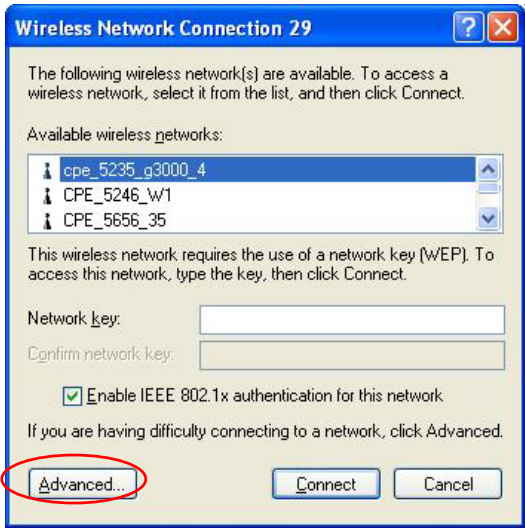 Wireless Network Connection 29
The following wireless network(s) are available. To access a
wireless network, select it from the list, and then click Connect.
Available wireless networks:
cpe_5235_g3000_4
CPE_5246_W1
CPE_5656_35
This wireless network requires the use of a network key (WEP). To
access this network, type the key, then click Connect.
Network key:
Confirm network key:
Enable IEEE 802.1x authentication for this network
If you are having difficulty connecting to a network, click Advanced.
Advanced... Connect Cancel